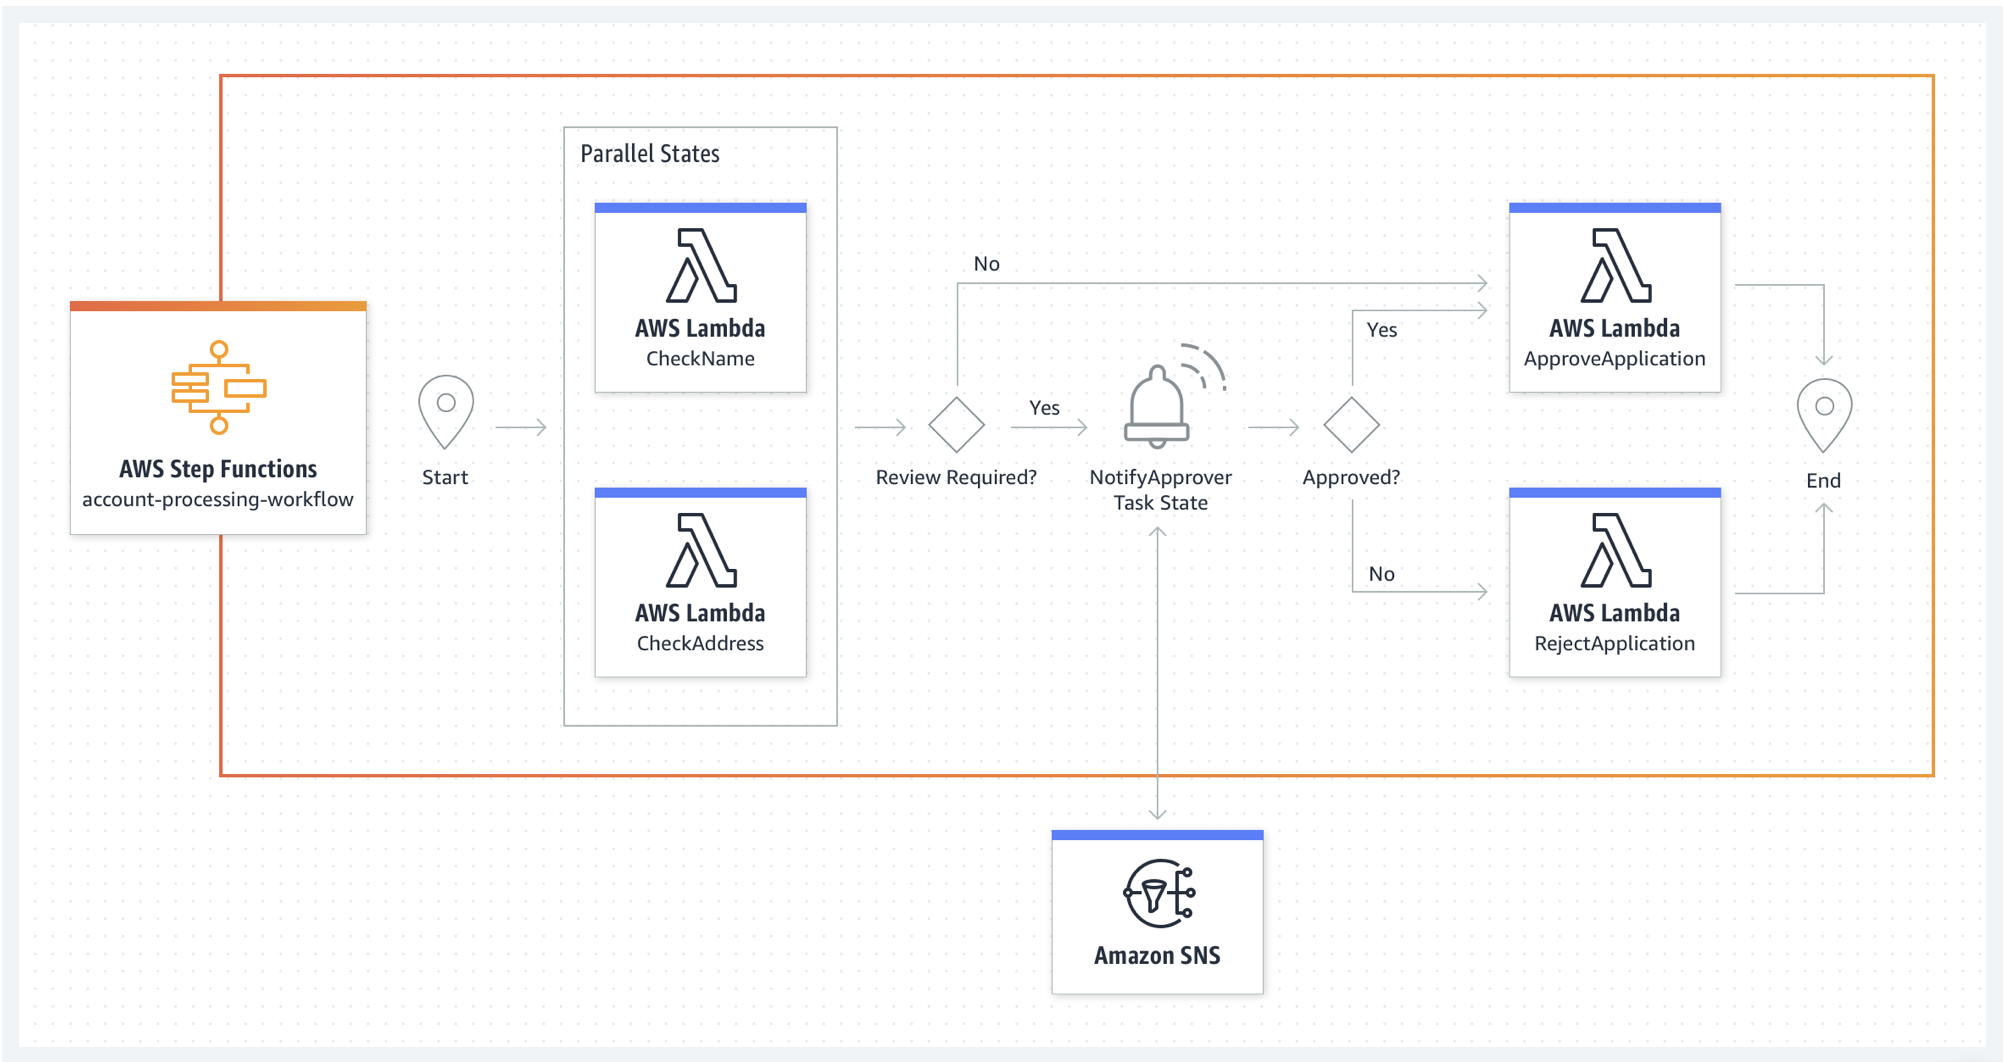 AWS Step Functions
account-processing-workflow
Start
Parallel States
AWS Lambda
CheckName
AWS Lambda
CheckAddress
Review Required?
No
Yes
NotifyApprover
Task State
Approved?
Yes
No
AWS Lambda
ApproveApplication
AWS Lambda
RejectApplication
End
Amazon SNS